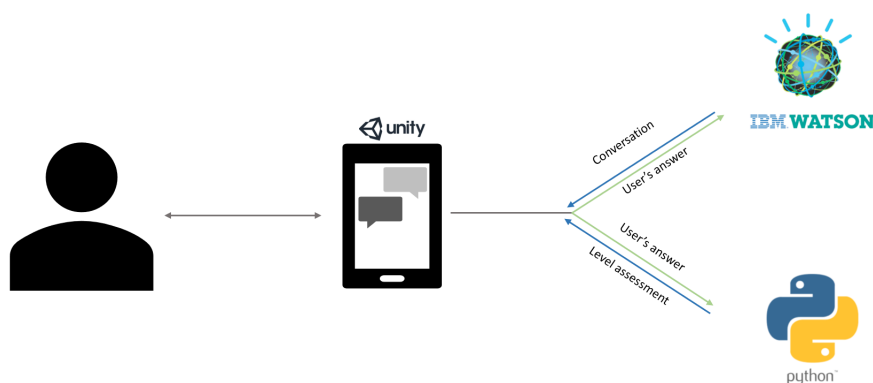 unity
IBM WATSON
Conversation
User's answer
User's answer
Level assessment
python